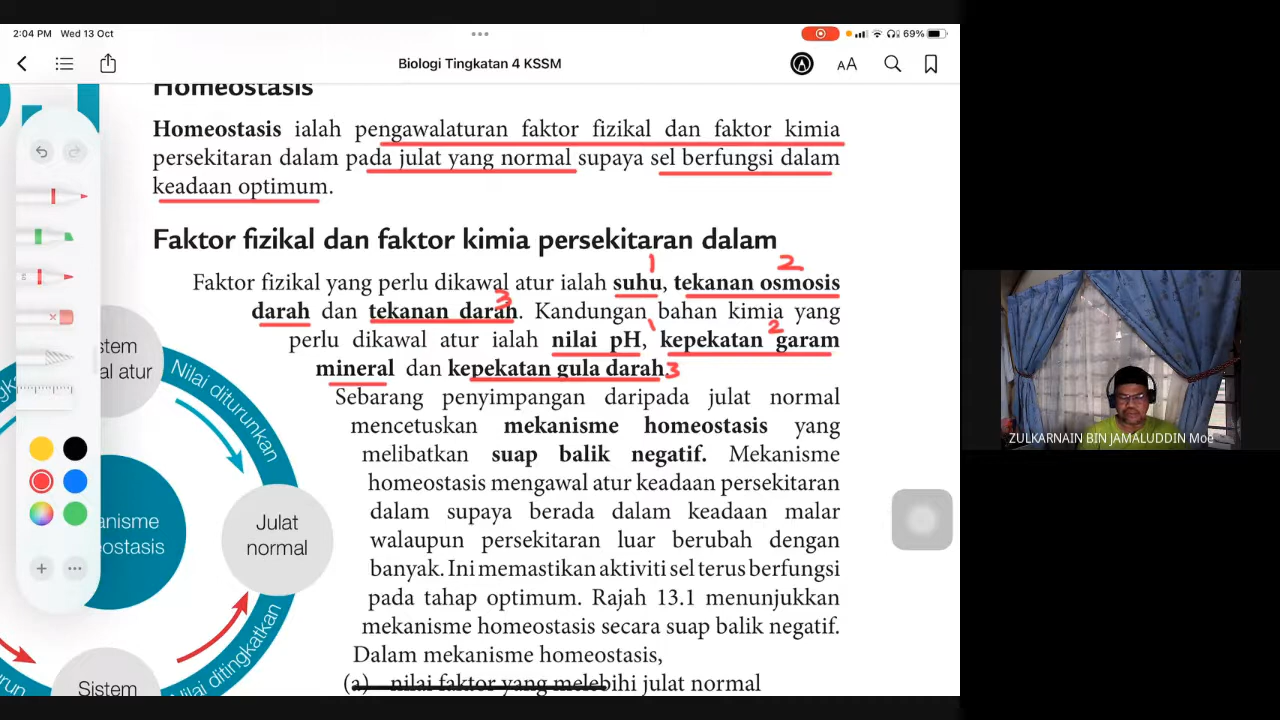 2:04 PM Wed 13 Oct
69%
Biologi Tingkatan 4 KSSM
AA
Homeostasis
Homeostasis ialah pengawalaturan faktor fizikal dan faktor kimia
persekitaran dalam pada julat yang normal supaya sel berfungsi dalam
keadaan optimum.
Faktor fizikal dan faktor kimia persekitaran dalam
1 2
Faktor fizikal yang perlu dikawal atur ialah suhu, tekanan osmosis
3
darah dan tekanan darah. Kandungan bahan kimia yang
1 2
perlu dikawal atur ialah nilai pH, kepekatan garam
mineral dan kepekatan gula darah. 3
Sebarang penyimpangan daripada julat normal
mencetuskan mekanisme homeostasis yang
melibatkan suap balik negatif. Mekanisme
homeostasis mengawal atur keadaan persekitaran
dalam supaya berada dalam keadaan malar
walaupun persekitaran luar berubah dengan
banyak. Ini memastikan aktiviti sel terus berfungsi
pada tahap optimum. Rajah 13.1 menunjukkan
mekanisme homeostasis secara suap balik negatif.
Dalam mekanisme homeostasis,
(a) nilai faktor yang melebihi julat normal
stem
al atur
Nilai diturunkan
anisme
eostasis
Julat
normal
Nilai ditingkatkan
Sistem
ZULKARNAIN BIN JAMALUDDIN Moe